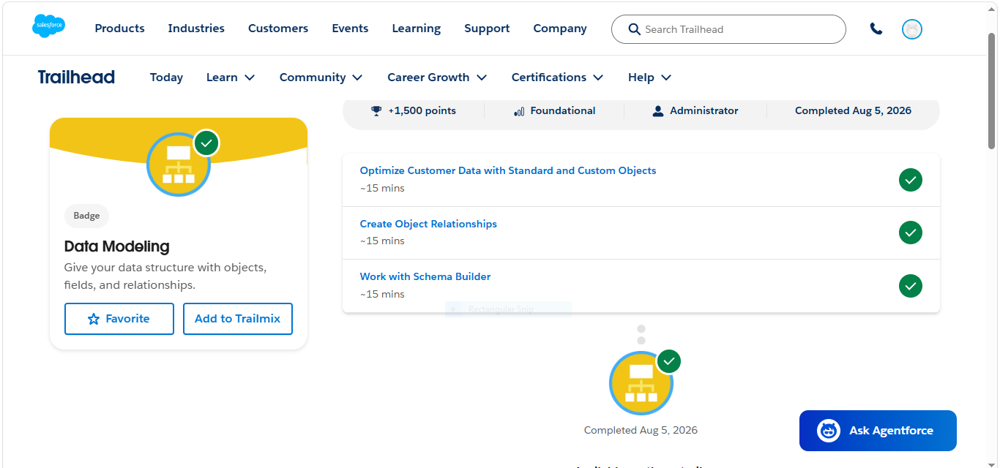 salesforce
Products Industries Customers Events Learning Support Company Search Trailhead
Trailhead Today Learn Community Career Growth Certifications Help
+1,500 points Foundational Administrator Completed Aug 5, 2026
Badge
Data Modeling
Give your data structure with objects,
fields, and relationships.
Favorite Add to Trailmix
Optimize Customer Data with Standard and Custom Objects
~15 mins
Create Object Relationships
~15 mins
Work with Schema Builder
~15 mins
Rectangular Snip
Completed Aug 5, 2026
Ask Agentforce